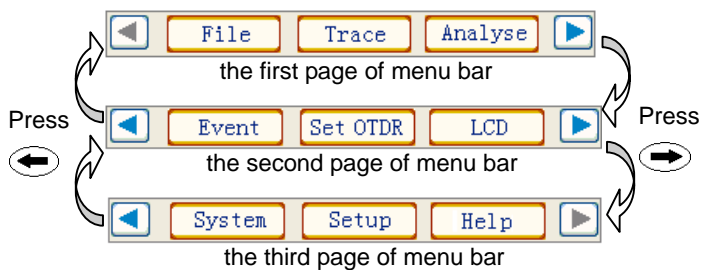 File Trace Analyse
the first page of menu bar
Press
Press
Event Set OTDR LCD
the second page of menu bar
System Setup Help
the third page of menu bar